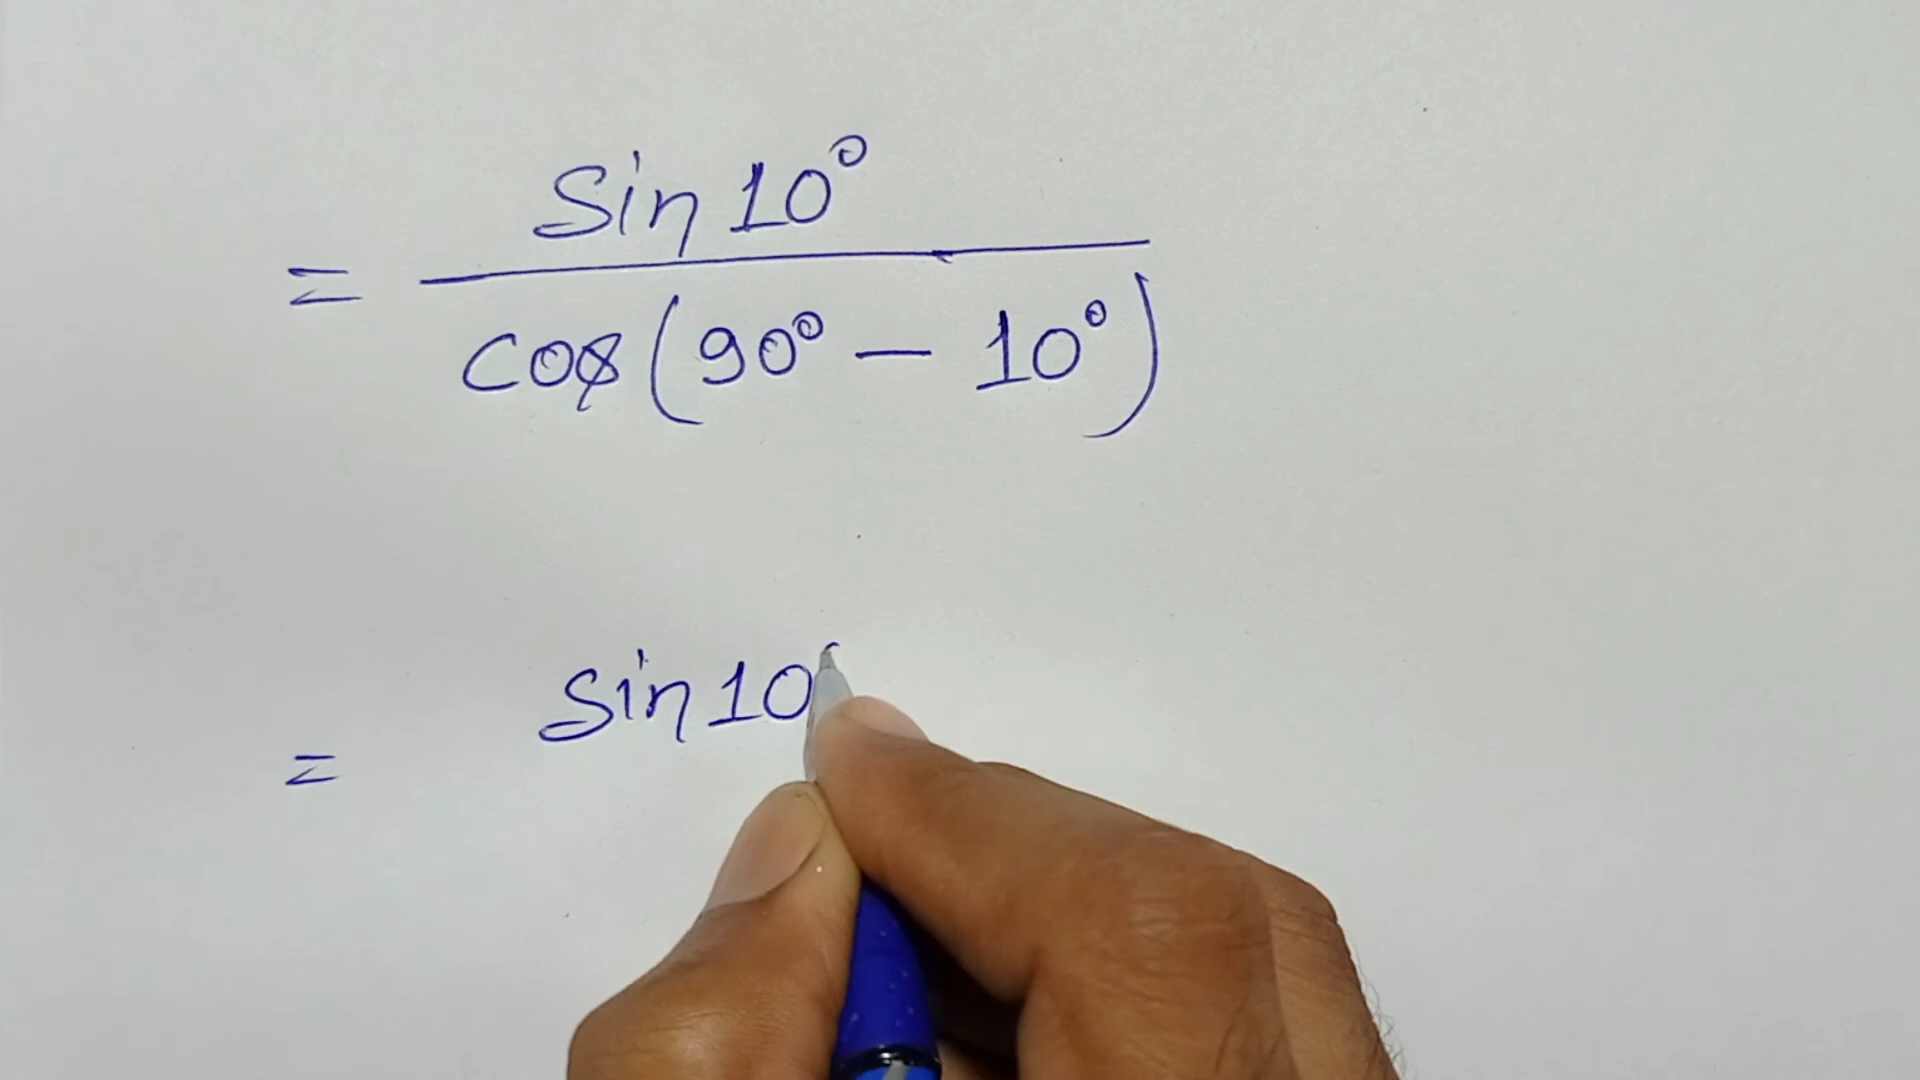 Sin 10°
=
cos (90° - 10°)
sin 10
=